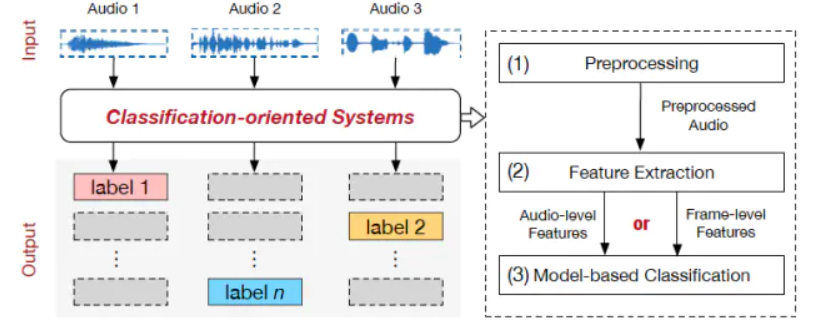 Input
Audio 1
Audio 2
Audio 3
Classification-oriented Systems
Output
label 1
label 2
label n
(1) Preprocessing
Preprocessed
Audio
(2) Feature Extraction
Audio-level
Features
or
Frame-level
Features
(3) Model-based Classification